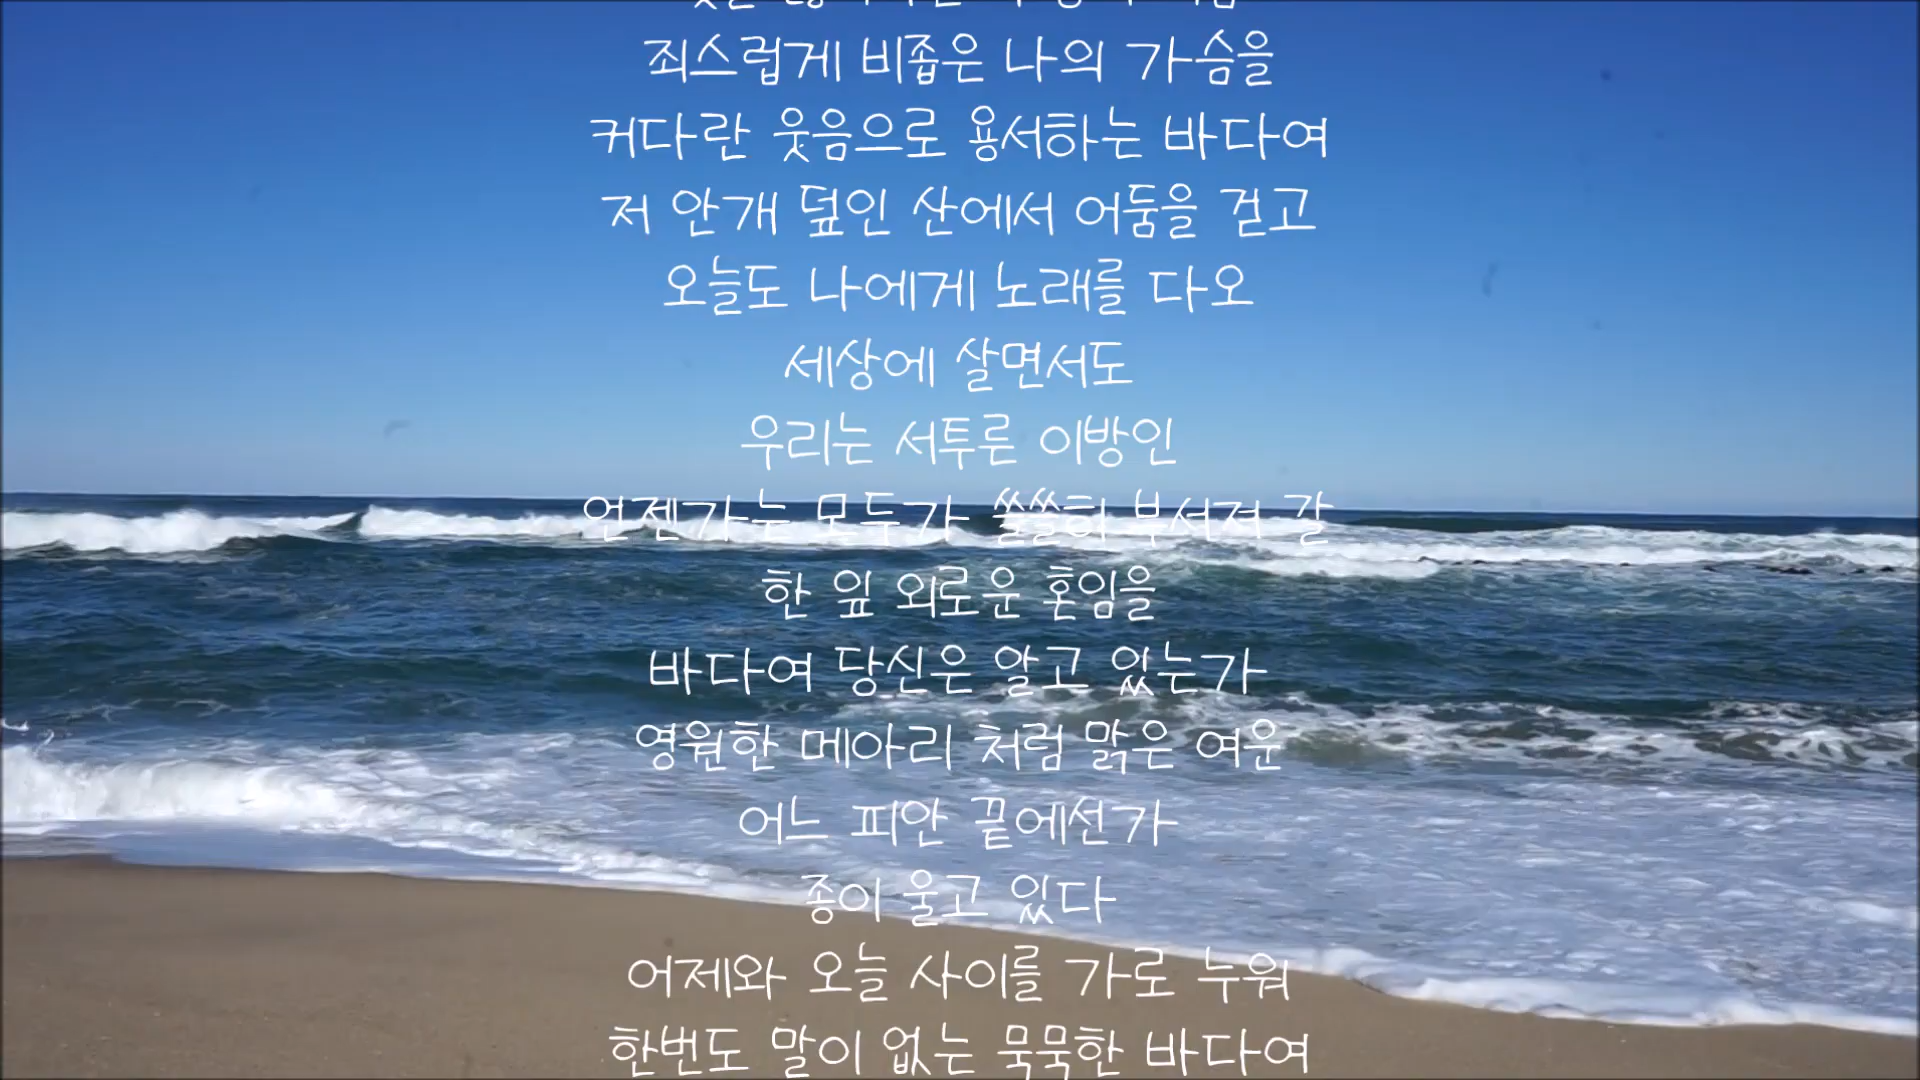 죄스럽게 비좁은 나의 가슴을
커다란 웃음으로 용서하는 바다여
저 안개 덮인 산에서 어둠을 걷고
오늘도 나에게 노래를 다오
세상에 살면서도
우리는 서투른 이방인
언젠가는 모두가 쓸쓸히 부서져 갈
한 잎 외로운 혼임을
바다여 당신은 알고 있는가
영원한 메아리 처럼 맑은 여운
어느 피안 끝에선가
종이 울고 있다
어제와 오늘 사이를 가로 누워
한번도 말이 없는 묵묵한 바다여